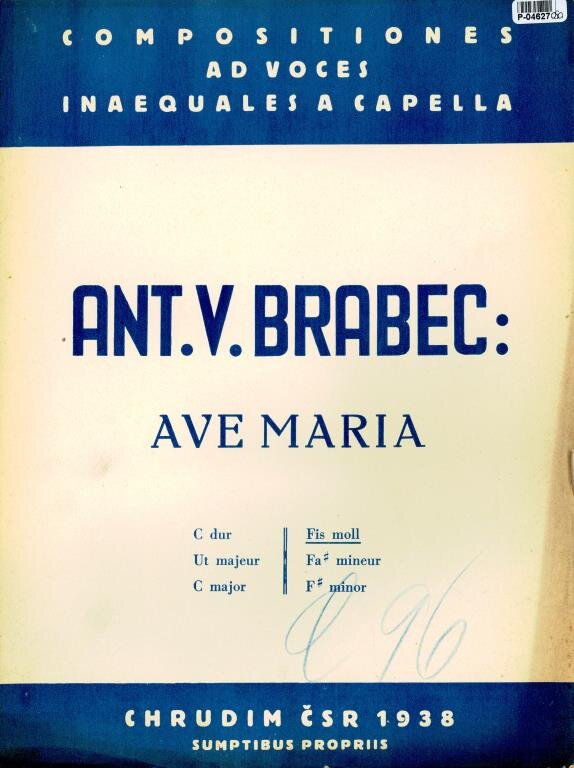 P-04627
COMPOSITIONES
AD VOCES
INAEQUALES A CAPELLA
ANT.V.BRABEC:
AVE MARIA
C dur
Ut majeur
C major
Fis moll
Fa♯ mineur
F♯ minor
96
CHRUDIM ČSR 1938
SUMPTIBUS PROPRIIS